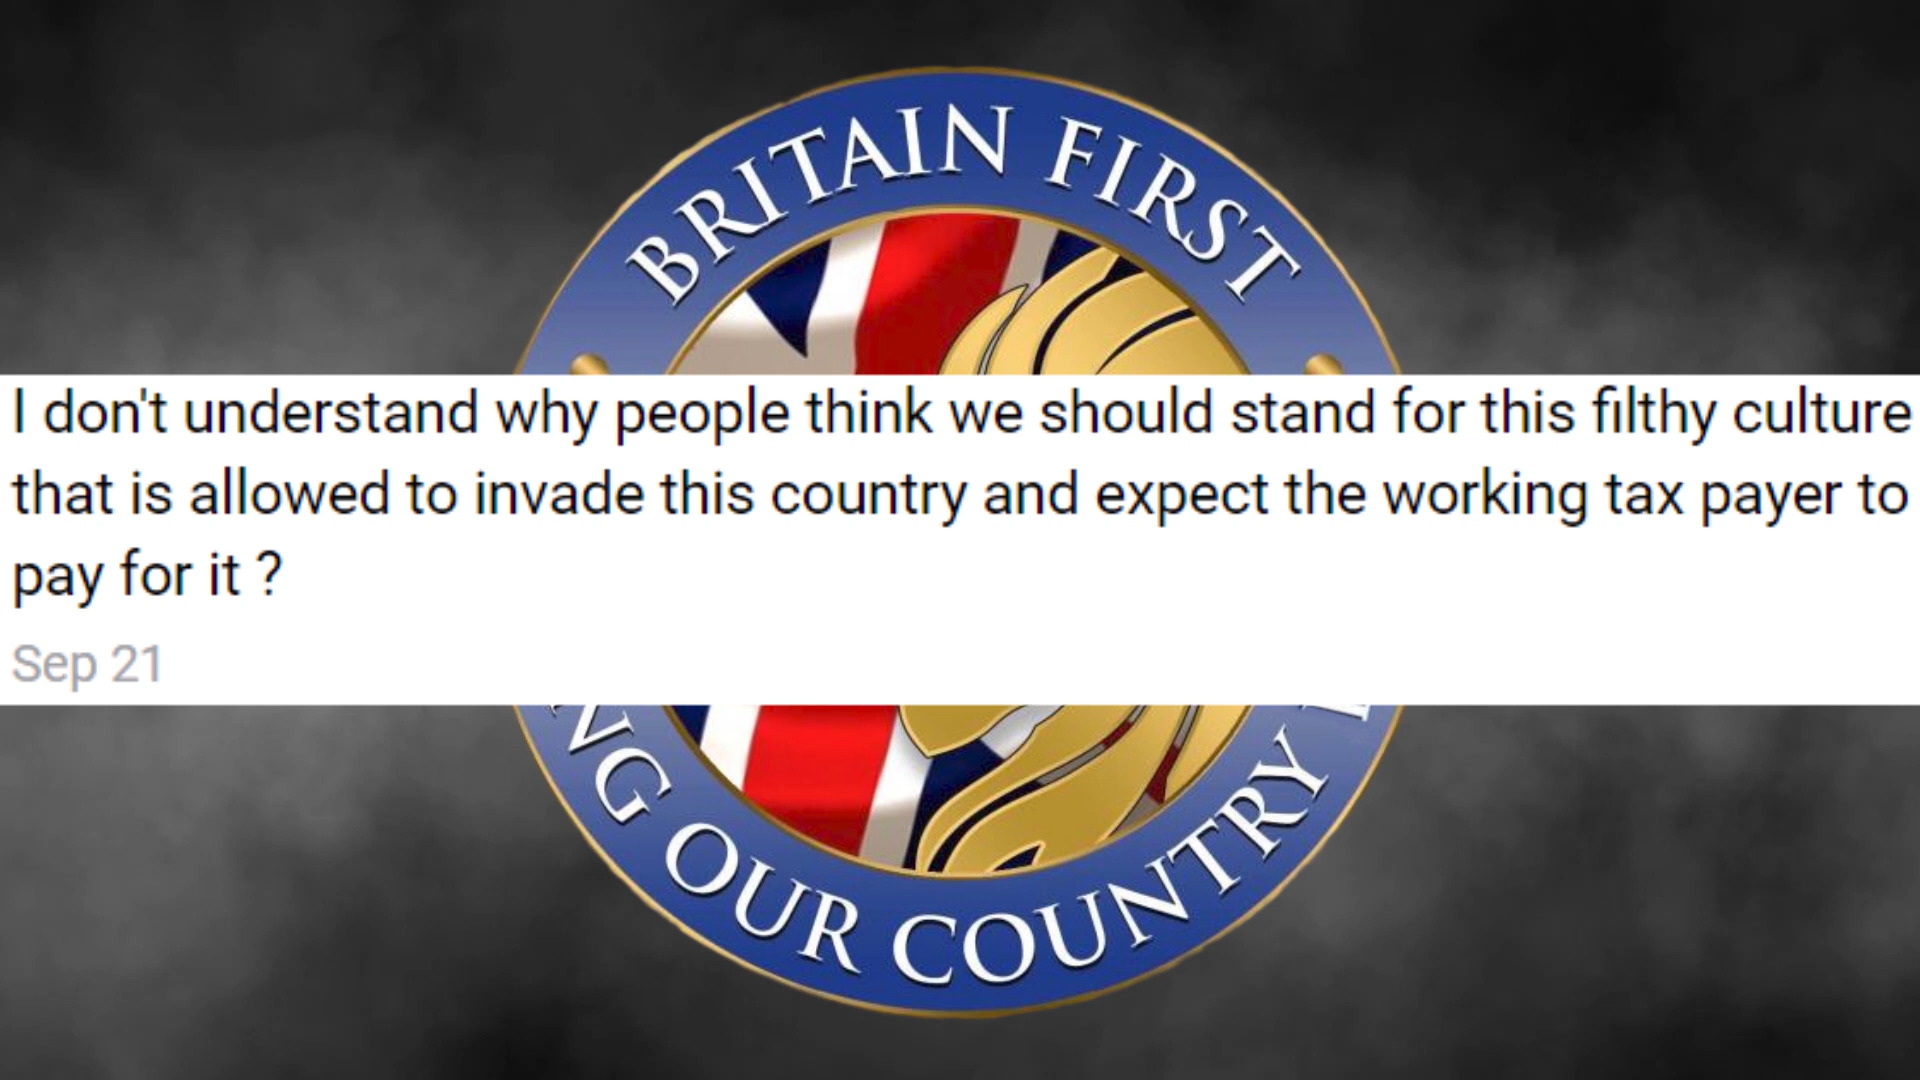 BRITAIN FIRST
I don't understand why people think we should stand for this filthy culture
that is allowed to invade this country and expect the working tax payer to
pay for it ?
Sep 21
NG OUR COUNTRY